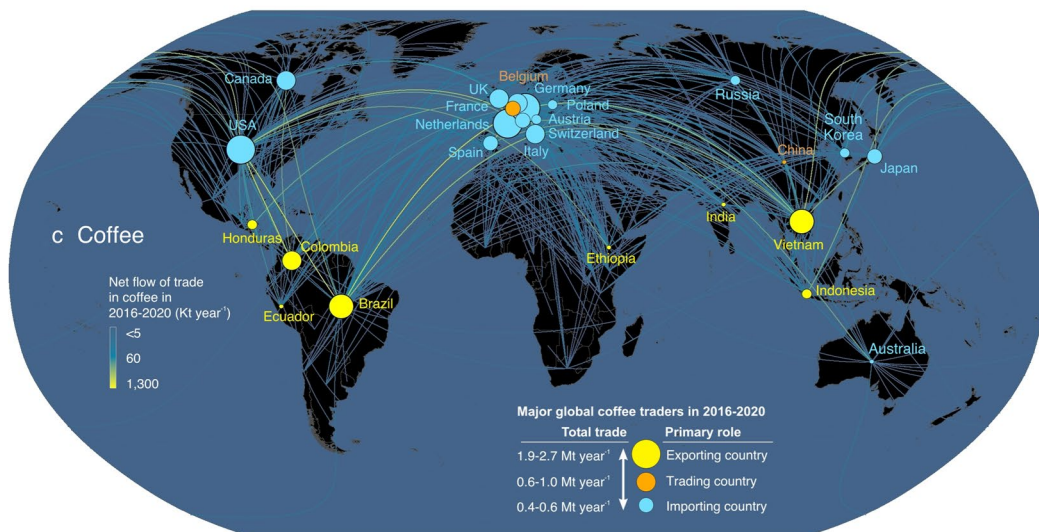 Belgium
Canada
UK
Germany
Russia
France
Poland
USA
Netherlands
Austria
South
Korea
Switzerland
Spain
Italy
China
Japan
India
c Coffee
Honduras
Vietnam
Colombia
Ethiopia
Net flow of trade
in coffee in
2016-2020 (Kt year⁻¹)
Indonesia
Brazil
Ecuador
<5
60
1,300
Australia
Major global coffee traders in 2016-2020
Total trade Primary role
1.9-2.7 Mt year⁻¹ Exporting country
0.6-1.0 Mt year⁻¹ Trading country
0.4-0.6 Mt year⁻¹ Importing country